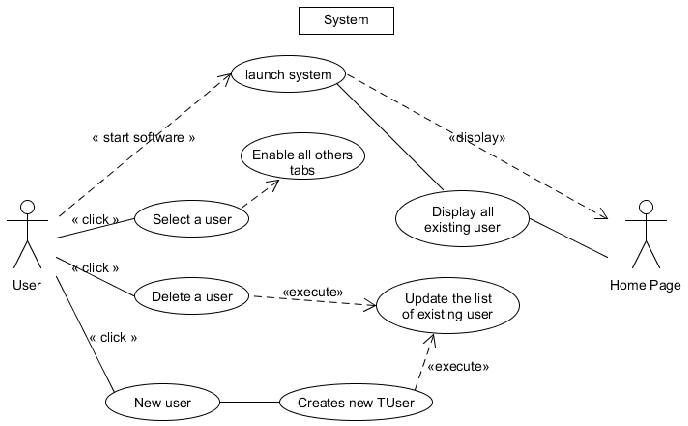 System
launch system
« start software »
«display»
Enable all others
tabs
« click »
Select a user
Display all
existing user
User
Home Page
«click»
Delete a user
«execute»
Update the list
of existing user
« click »
«execute»
New user
Creates new TUser